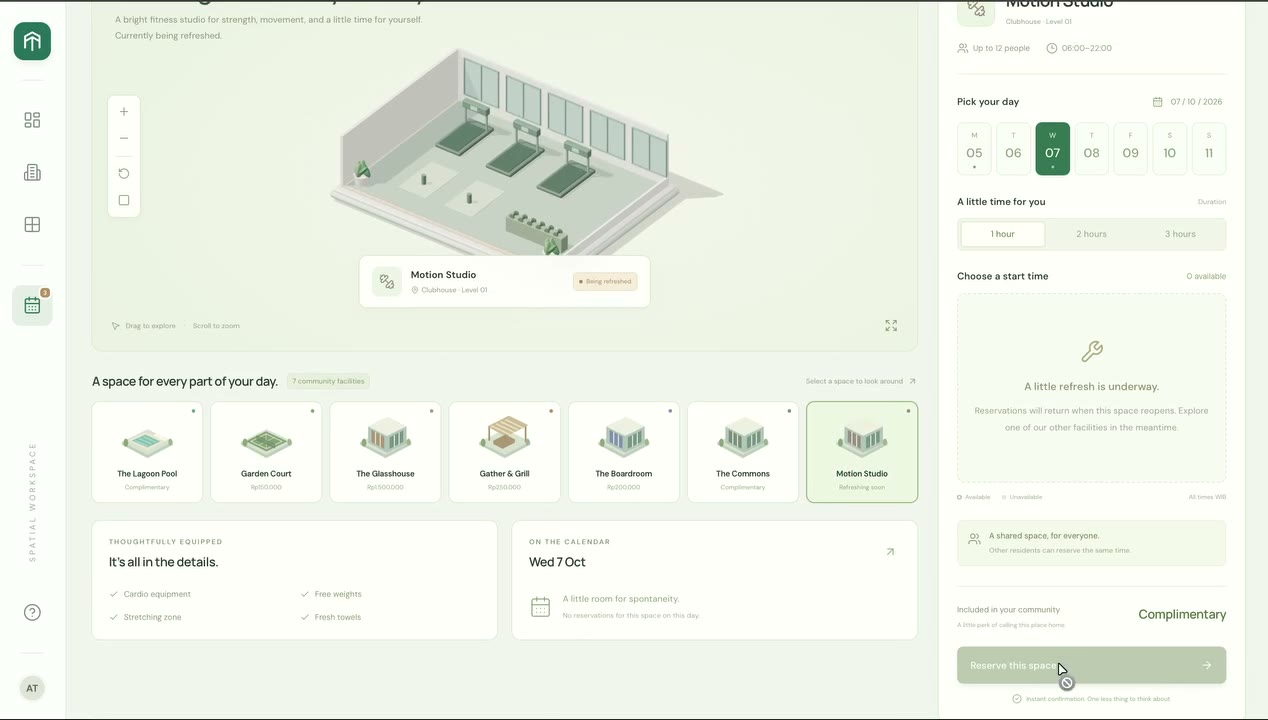 A bright fitness studio for strength, movement, and a little time for yourself.
Currently being refreshed.
Motion Studio
Clubhouse · Level 01
Being refreshed
Drag to explore · Scroll to zoom
A space for every part of your day.
7 community facilities
Select a space to look around
The Lagoon Pool
Complimentary
Garden Court
Rp150.000
The Glasshouse
Rp1.500.000
Gather & Grill
Rp250.000
The Boardroom
Rp200.000
The Commons
Complimentary
Motion Studio
Refreshing soon
THOUGHTFULLY EQUIPPED
It's all in the details.
Cardio equipment
Free weights
Stretching zone
Fresh towels
ON THE CALENDAR
Wed 7 Oct
A little room for spontaneity.
No reservations for this space on this day.
3
SPATIAL WORKSPACE
AT
Motion Studio
Clubhouse · Level 01
Up to 12 people
06:00–22:00
Pick your day
07 / 10 / 2026
M T W T F S S
05 06 07 08 09 10 11
A little time for you
Duration
1 hour
2 hours
3 hours
Choose a start time
0 available
A little refresh is underway.
Reservations will return when this space reopens. Explore
one of our other facilities in the meantime.
Available
Unavailable
All times WIB
A shared space, for everyone.
Other residents can reserve the same time.
Included in your community
A little perk of calling this place home.
Complimentary
Reserve this space
Instant confirmation. One less thing to think about.